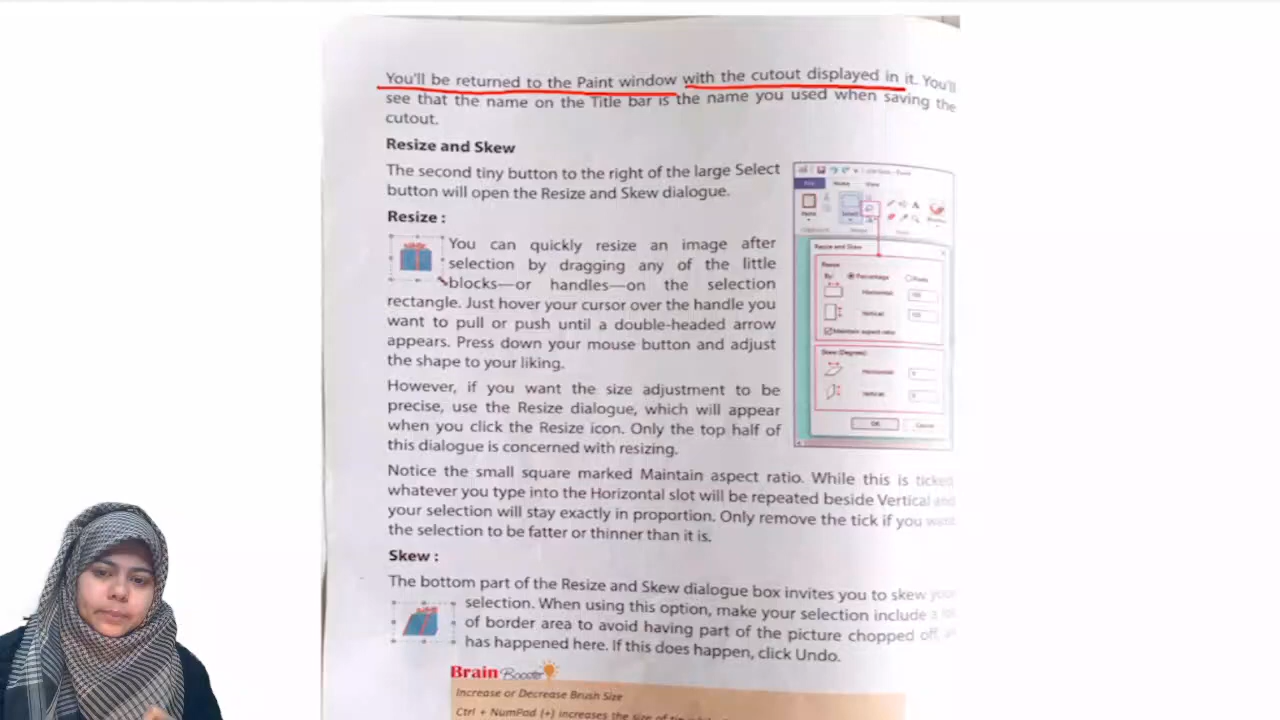 You'll be returned to the Paint window with the cutout displayed in it. You'll
see that the name on the Title bar is the name you used when saving the
cutout.
Resize and Skew
The second tiny button to the right of the large Select
button will open the Resize and Skew dialogue.
Resize :
You can quickly resize an image after
selection by dragging any of the little
blocks—or handles—on the selection
rectangle. Just hover your cursor over the handle you
want to pull or push until a double-headed arrow
appears. Press down your mouse button and adjust
the shape to your liking.
However, if you want the size adjustment to be
precise, use the Resize dialogue, which will appear
when you click the Resize icon. Only the top half of
this dialogue is concerned with resizing.
Resize and Skew
Resize
By:
Percentage
Pixels
Horizontal:
100
Vertical:
100
Maintain aspect ratio
Skew (Degrees)
Horizontal:
0
Vertical:
0
OK
Cancel
Notice the small square marked Maintain aspect ratio. While this is ticked
whatever you type into the Horizontal slot will be repeated beside Vertical and
your selection will stay exactly in proportion. Only remove the tick if you want
the selection to be fatter or thinner than it is.
Skew :
The bottom part of the Resize and Skew dialogue box invites you to skew your
selection. When using this option, make your selection include a lot
of border area to avoid having part of the picture chopped off, as
has happened here. If this does happen, click Undo.
Brain Booster
Increase or Decrease Brush Size
Ctrl + NumPad (+) increases the size of